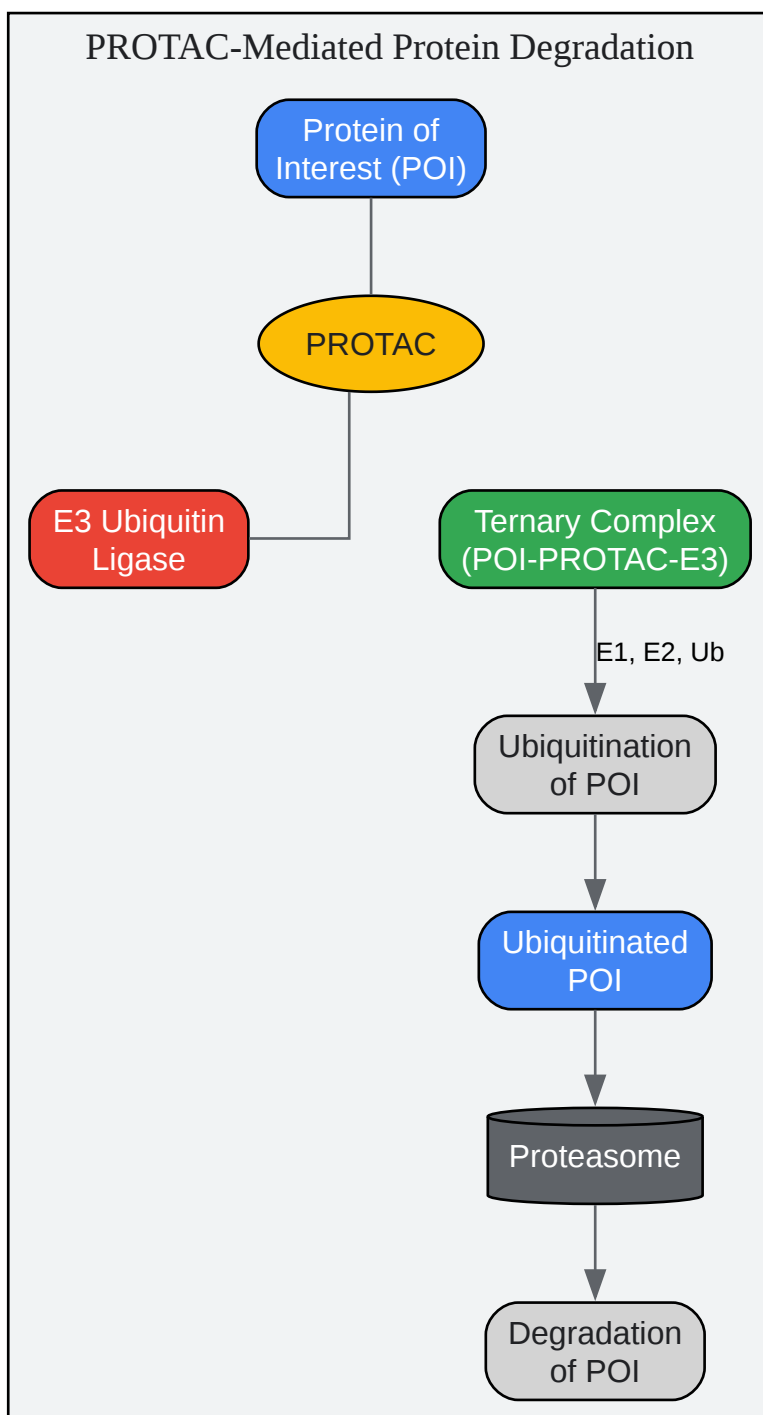 PROTAC-Mediated Protein Degradation
Protein of
Interest (POI)
PROTAC
E3 Ubiquitin
Ligase
Ternary Complex
(POI-PROTAC-E3)
E1, E2, Ub
Ubiquitination
of POI
Ubiquitinated
POI
Proteasome
Degradation
of POI